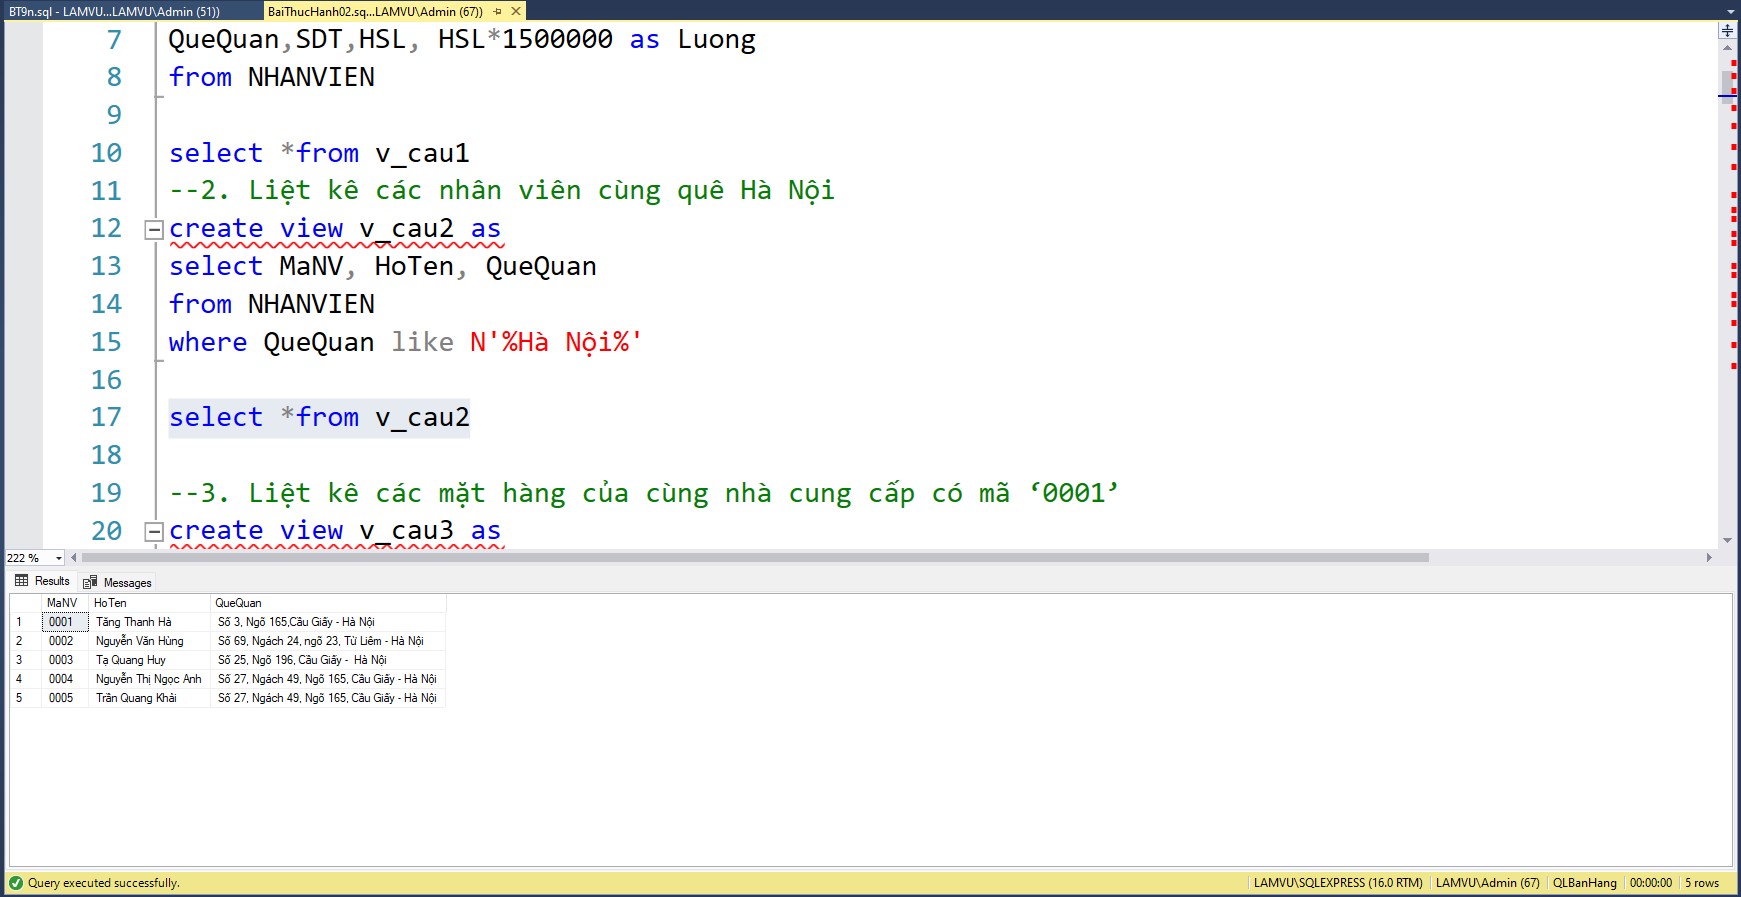 BT9n.sql - LAMVU...LAMVU\Admin (51))
BaiThucHanh02.sq...LAMVU\Admin (67))
7 QueQuan,SDT,HSL, HSL*1500000 as Luong
8 from NHANVIEN
9
10 select *from v_cau1
11 --2. Liệt kê các nhân viên cùng quê Hà Nội
12 create view v_cau2 as
13 select MaNV, HoTen, QueQuan
14 from NHANVIEN
15 where QueQuan like N'%Hà Nội%'
16
17 select *from v_cau2
18
19 --3. Liệt kê các mặt hàng của cùng nhà cung cấp có mã ‘0001’
20 create view v_cau3 as
222 %
Results Messages
MaNV HoTen QueQuan
1 0001 Tăng Thanh Hà Số 3, Ngõ 165,Cầu Giấy - Hà Nội
2 0002 Nguyễn Văn Hùng Số 69, Ngách 24, ngõ 23, Từ Liêm - Hà Nội
3 0003 Tạ Quang Huy Số 25, Ngõ 196, Cầu Giấy -  Hà Nội
4 0004 Nguyễn Thị Ngọc Anh Số 27, Ngách 49, Ngõ 165, Cầu Giấy - Hà Nội
5 0005 Trần Quang Khải Số 27, Ngách 49, Ngõ 165, Cầu Giấy - Hà Nội
Query executed successfully.
LAMVU\SQLEXPRESS (16.0 RTM) LAMVU\Admin (67) QLBanHang 00:00:00 5 rows